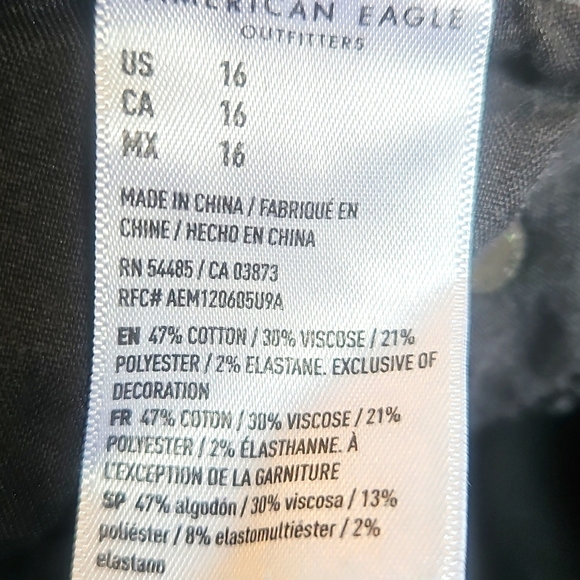 AMERICAN EAGLE
OUTFITTERS
US 16
CA 16
MX 16
MADE IN CHINA / FABRIQUÉ EN
CHINE / HECHO EN CHINA
RN 54485 / CA 03873
RFC# AEM120605U9A
EN 47% COTTON / 30% VISCOSE / 21%
POLYESTER / 2% ELASTANE. EXCLUSIVE OF
DECORATION
FR 47% COTON / 30% VISCOSE / 21%
POLYESTER / 2% ÉLASTHANNE. À
L'EXCEPTION DE LA GARNITURE
SP 47% algodón / 30% viscosa / 13%
poliéster / 8% elastomultiéster / 2%
elastano